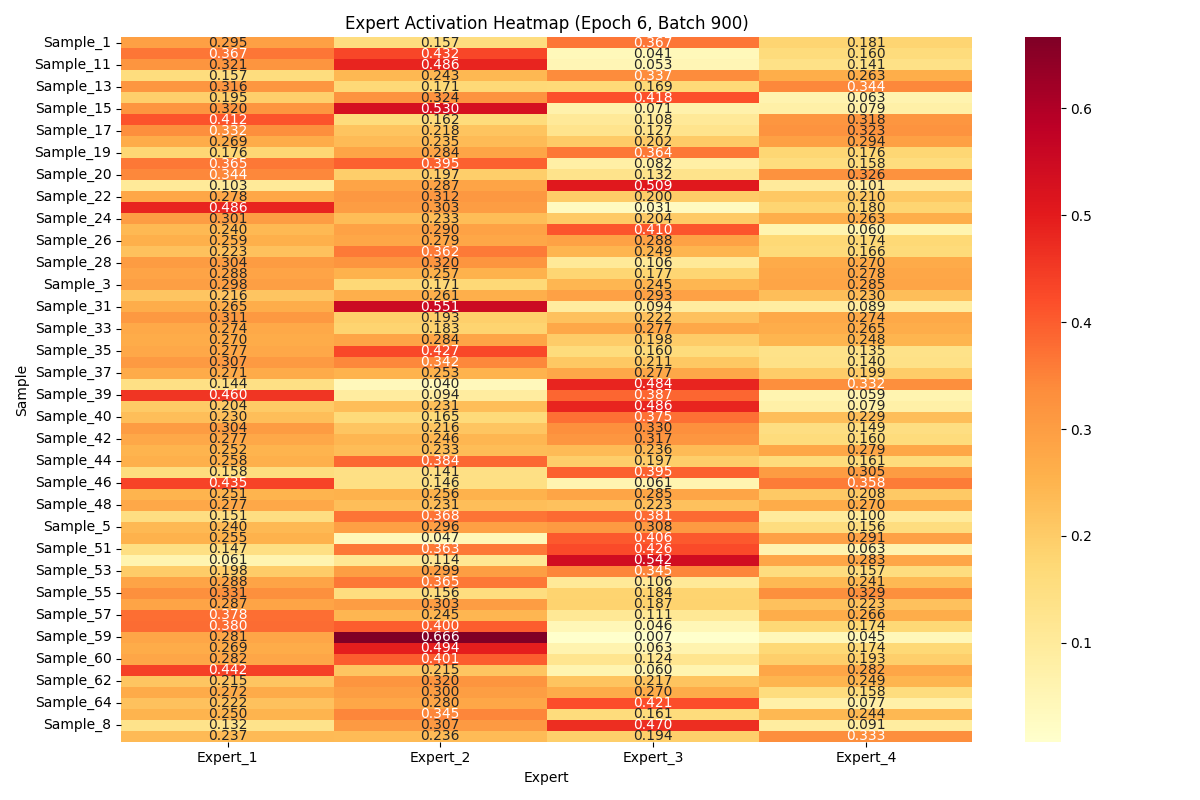 Expert Activation Heatmap (Epoch 6, Batch 900)
Sample_1 0.295 0.157 0.367 0.181
0.367 0.432 0.041 0.160
Sample_11 0.321 0.486 0.053 0.141
0.157 0.243 0.337 0.263
Sample_13 0.316 0.171 0.169 0.344
0.195 0.324 0.418 0.063
Sample_15 0.320 0.530 0.071 0.079
0.412 0.162 0.108 0.318
Sample_17 0.332 0.218 0.127 0.323
0.269 0.235 0.202 0.294
Sample_19 0.176 0.284 0.364 0.176
0.365 0.395 0.082 0.158
Sample_20 0.344 0.197 0.132 0.326
0.103 0.287 0.509 0.101
Sample_22 0.278 0.312 0.200 0.210
0.486 0.303 0.031 0.180
Sample_24 0.301 0.233 0.204 0.263
0.240 0.290 0.410 0.060
Sample_26 0.259 0.279 0.288 0.174
0.223 0.362 0.249 0.166
Sample_28 0.304 0.320 0.106 0.270
0.288 0.257 0.177 0.278
Sample_3 0.298 0.171 0.245 0.285
0.216 0.261 0.293 0.230
Sample_31 0.265 0.551 0.094 0.089
0.311 0.193 0.222 0.274
Sample_33 0.274 0.183 0.277 0.265
0.270 0.284 0.198 0.248
Sample_35 0.277 0.427 0.160 0.135
0.307 0.342 0.211 0.140
Sample_37 0.271 0.253 0.277 0.199
0.144 0.040 0.484 0.332
Sample_39 0.460 0.094 0.387 0.059
0.204 0.231 0.486 0.079
Sample_40 0.230 0.165 0.375 0.229
0.304 0.216 0.330 0.149
Sample_42 0.277 0.246 0.317 0.160
0.252 0.233 0.236 0.279
Sample_44 0.258 0.384 0.197 0.161
0.158 0.141 0.395 0.305
Sample_46 0.435 0.146 0.061 0.358
0.251 0.256 0.285 0.208
Sample_48 0.277 0.231 0.223 0.270
0.151 0.368 0.381 0.100
Sample_5 0.240 0.296 0.308 0.156
0.255 0.047 0.406 0.291
Sample_51 0.147 0.363 0.426 0.063
0.061 0.114 0.542 0.283
Sample_53 0.198 0.299 0.345 0.157
0.288 0.365 0.106 0.241
Sample_55 0.331 0.156 0.184 0.329
0.287 0.303 0.187 0.223
Sample_57 0.378 0.245 0.111 0.266
0.380 0.400 0.046 0.174
Sample_59 0.281 0.666 0.007 0.045
0.269 0.494 0.063 0.174
Sample_60 0.282 0.401 0.124 0.193
0.442 0.215 0.060 0.282
Sample_62 0.215 0.320 0.217 0.249
0.272 0.300 0.270 0.158
Sample_64 0.222 0.280 0.421 0.077
0.250 0.345 0.161 0.244
Sample_8 0.132 0.307 0.470 0.091
0.237 0.236 0.194 0.333
Expert_1 Expert_2 Expert_3 Expert_4
Expert
Sample
0.6
0.5
0.4
0.3
0.2
0.1